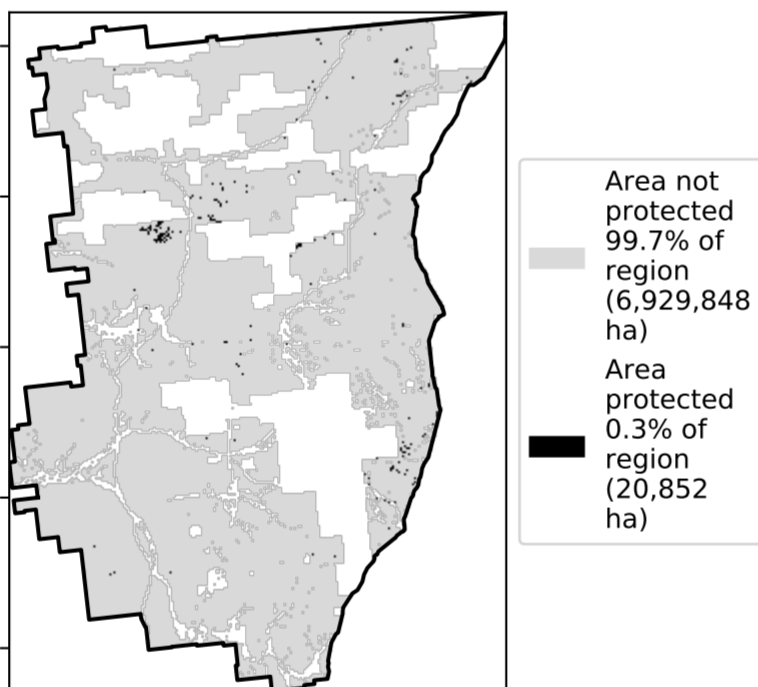 Area not
protected
99.7% of
region
(6,929,848
ha)
Area
protected
0.3% of
region
(20,852
ha)